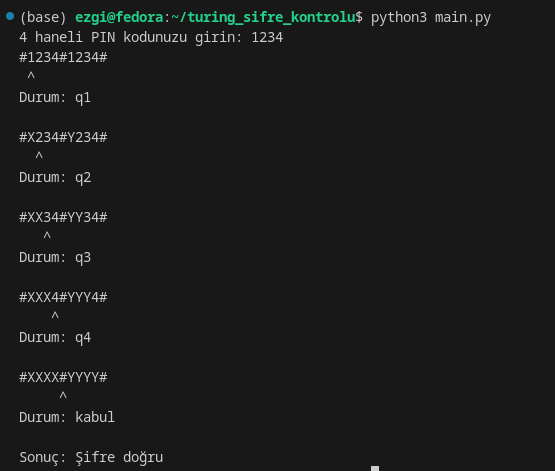 (base) ezgi@fedora:~/turing_sifre_kontrolu$ python3 main.py
4 haneli PIN kodunuzu girin: 1234
#1234#1234#
 ^
Durum: q1

#X234#Y234#
  ^
Durum: q2

#XX34#YY34#
   ^
Durum: q3

#XXX4#YYY4#
    ^
Durum: q4

#XXXX#YYYY#
     ^
Durum: kabul

Sonuç: Şifre doğru